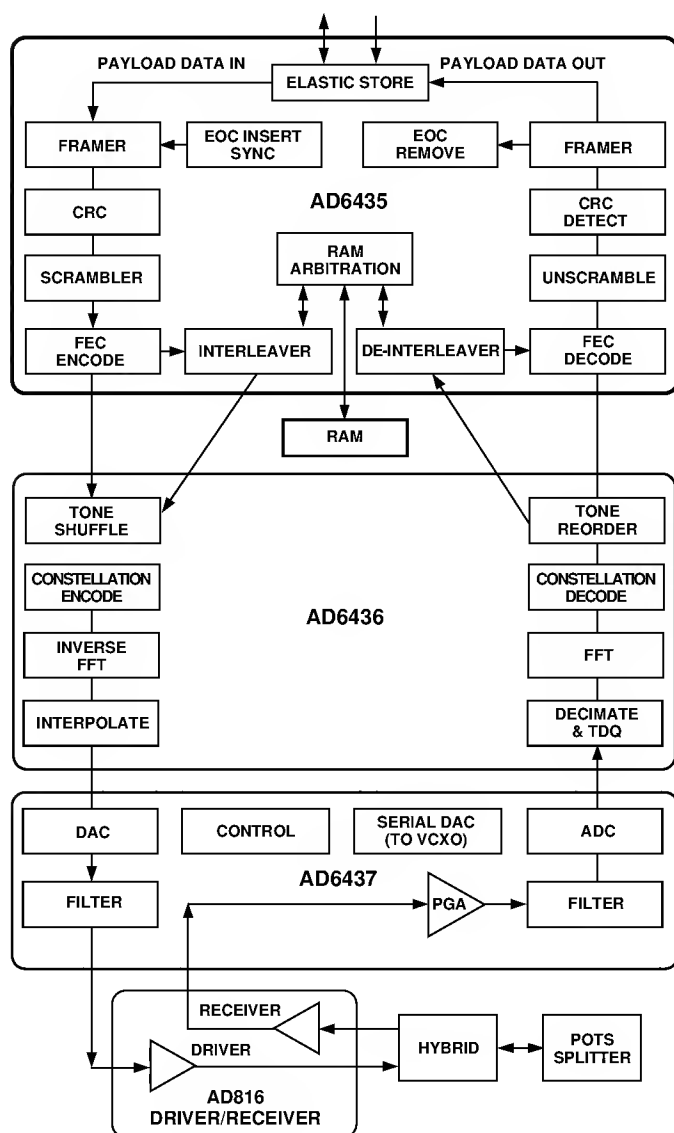 PAYLOAD DATA IN
PAYLOAD DATA OUT
ELASTIC STORE
FRAMER
EOC INSERT
SYNC
EOC
REMOVE
FRAMER
CRC
AD6435
CRC
DETECT
SCRAMBLER
RAM
ARBITRATION
UNSCRAMBLE
FEC
ENCODE
INTERLEAVER
DE-INTERLEAVER
FEC
DECODE
RAM
TONE
SHUFFLE
TONE
REORDER
CONSTELLATION
ENCODE
CONSTELLATION
DECODE
AD6436
INVERSE
FFT
FFT
INTERPOLATE
DECIMATE
& TDQ
DAC
CONTROL
SERIAL DAC
(TO VCXO)
ADC
AD6437
FILTER
PGA
FILTER
RECEIVER
DRIVER
HYBRID
POTS
SPLITTER
AD816
DRIVER/RECEIVER